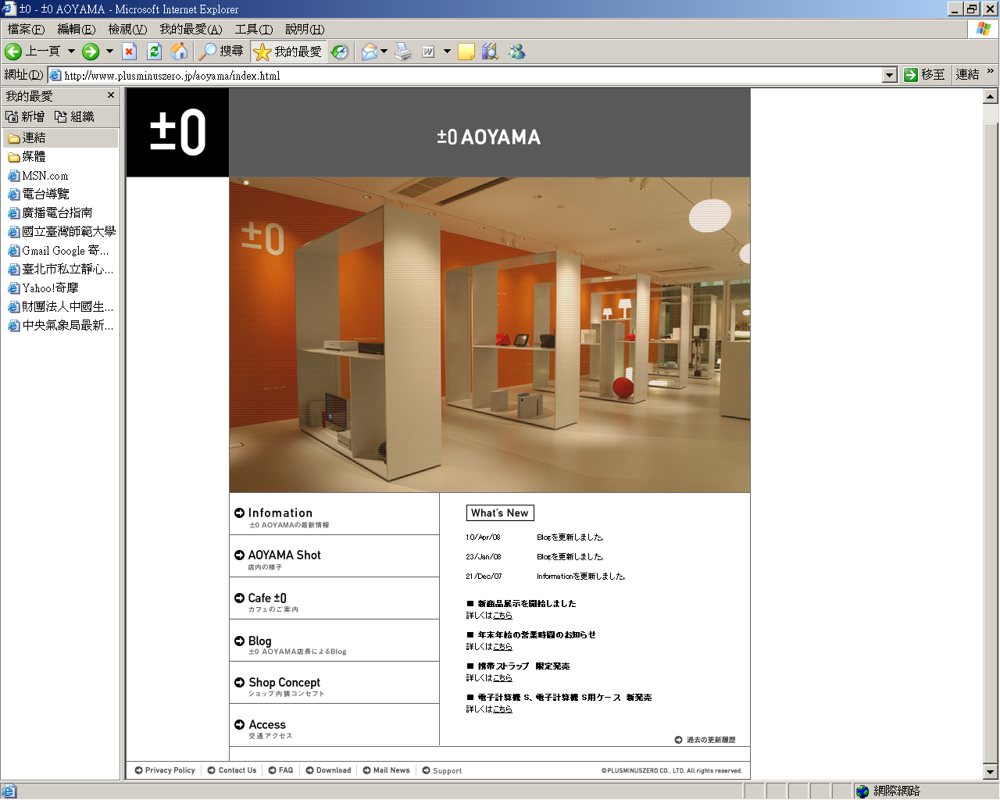 ±0 - ±0 AOYAMA - Microsoft Internet Explorer
檔案(F) 編輯(E) 檢視(V) 我的最愛(A) 工具(T) 說明(H)
上一頁 搜尋 我的最愛
網址(D) http://www.plusminuszero.jp/aoyama/index.html 移至 連結 »
我的最愛
新增 組織
連結
媒體
MSN.com
電台導覽
廣播電台指南
國立臺灣師範大學
Gmail Google 寄...
臺北市私立靜心...
Yahoo!奇摩
財團法人中國生...
中央氣象局最新...
±0
±0 AOYAMA
±0
Infomation
±0 AOYAMAの最新情報
AOYAMA Shot
店内の様子
Cafe ±0
カフェのご案内
Blog
±0 AOYAMA店長によるBlog
Shop Concept
ショップ内装コンセプト
Access
交通アクセス
What's New
10/Apr/08 Blogを更新しました。
23/Jan/08 Blogを更新しました。
21/Dec/07 Informationを更新しました。
■ 新商品展示を開始しました
詳しくはこちら
■ 年末年始の営業時間のお知らせ
詳しくはこちら
■ 携帯ストラップ 限定発売
詳しくはこちら
■ 電子計算機 S、電子計算機 S用ケース 新発売
詳しくはこちら
過去の更新履歴
Privacy Policy Contact Us FAQ Download Mail News Support ©PLUSMINUSZERO CO., LTD. All rights reserved.
網際網路